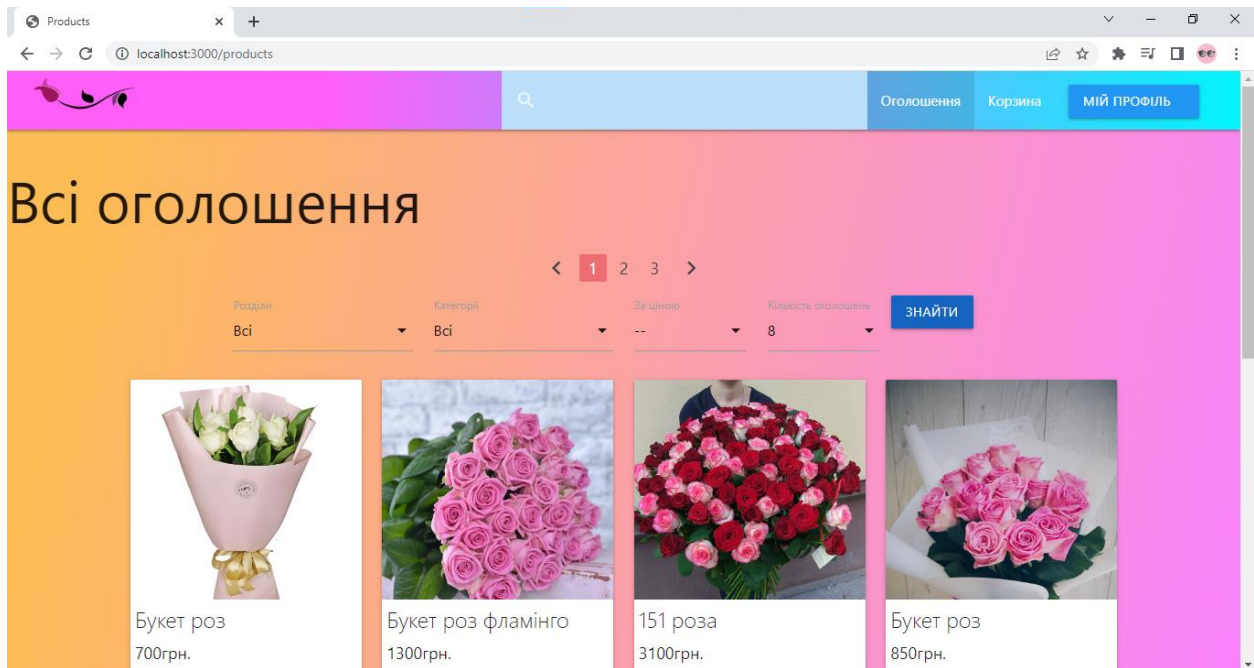 Products
localhost:3000/products
Оголошення Корзина МІЙ ПРОФІЛЬ
Всі оголошення
1 2 3
Розділи Категорії За ціною Кількість оголошень
Всі Всі -- 8 ЗНАЙТИ
Букет роз Букет роз фламінго 151 роза Букет роз
700грн. 1300грн. 3100грн. 850грн.